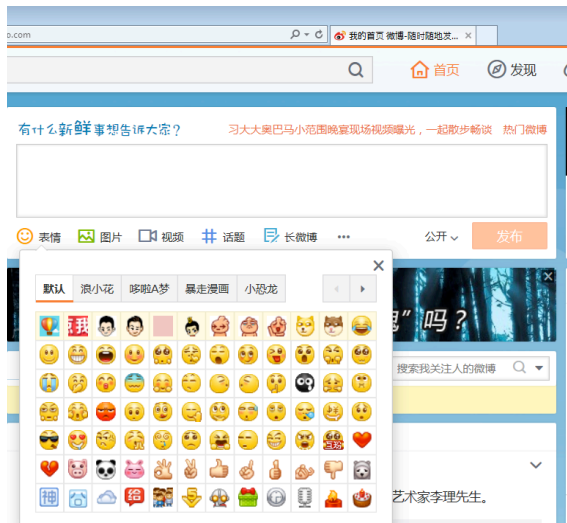 o.com
我的首页 微博-随时随地发...
首页
发现
有什么新鲜事想告诉大家?
习大大奥巴马小范围晚宴现场视频曝光，一起散步畅谈 热门微博
表情 图片 视频 话题 长微博 ••• 公开 发布
默认 浪小花 哆啦A梦 暴走漫画 小恐龙
”吗？
搜索我关注人的微博
神
给
艺术家李理先生。